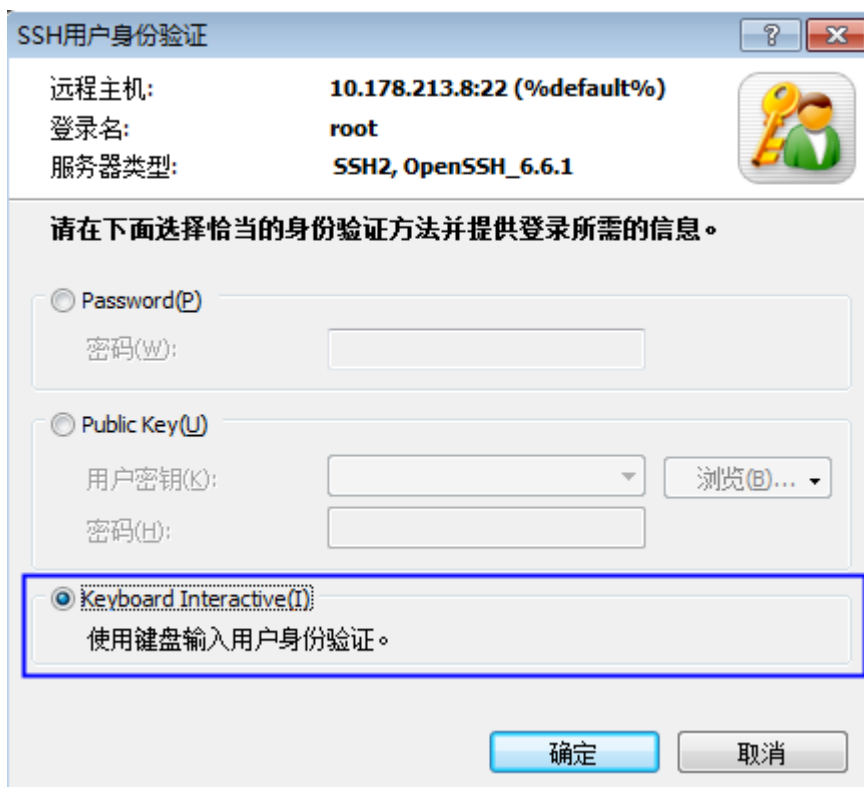 SSH用户身份验证
远程主机: 10.178.213.8:22 (%default%)
登录名: root
服务器类型: SSH2, OpenSSH_6.6.1
请在下面选择恰当的身份验证方法并提供登录所需的信息。
Password(P)
密码(W):
Public Key(U)
用户密钥(K): 浏览(B)...
密码(H):
Keyboard Interactive(I)
使用键盘输入用户身份验证。
确定 取消